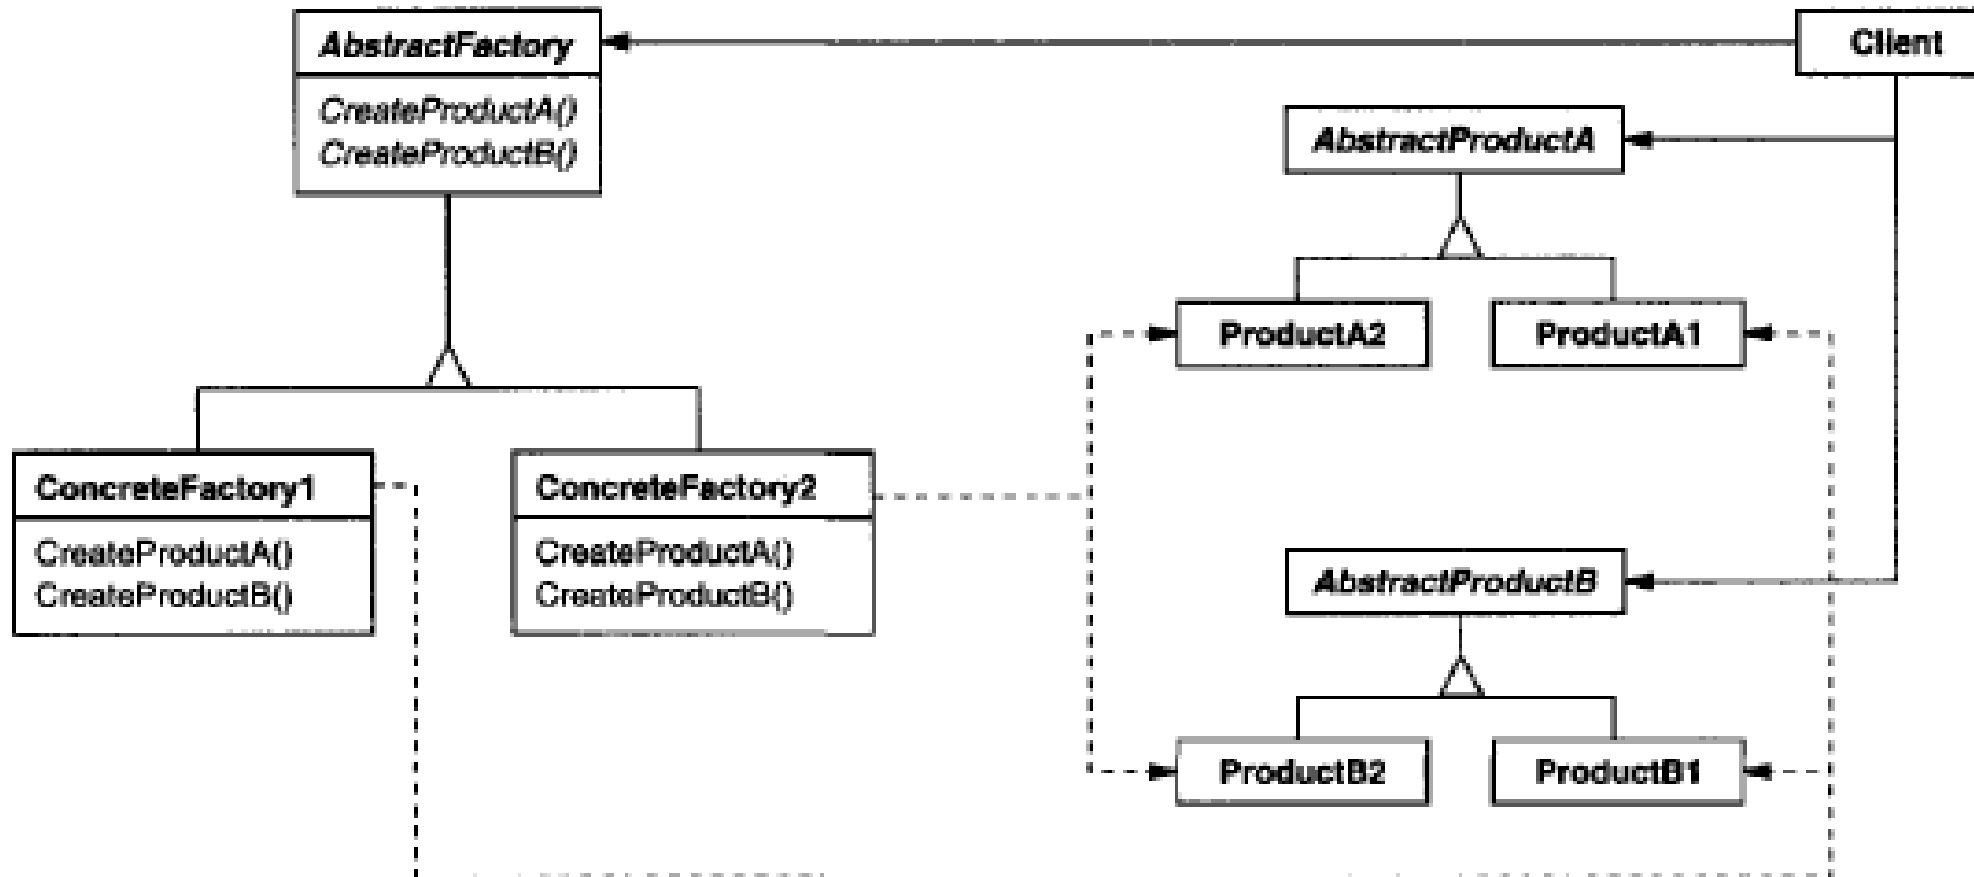 AbstractFactory
CreateProductA()
CreateProductB()
Client
AbstractProductA
ProductA2
ProductA1
ConcreteFactory1
CreateProductA()
CreateProductB()
ConcreteFactory2
CreateProductA()
CreateProductB()
AbstractProductB
ProductB2
ProductB1